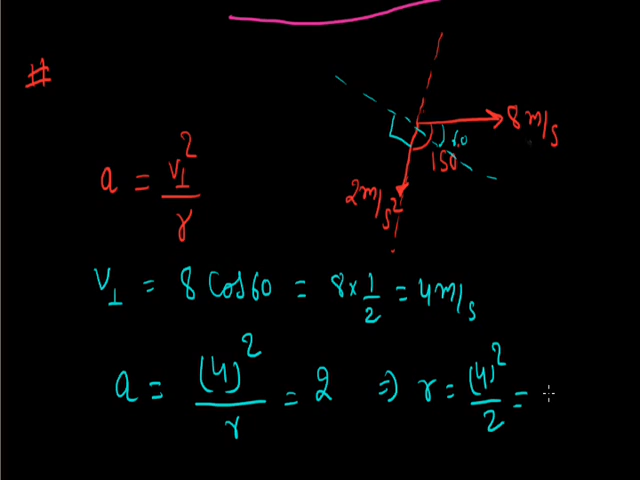 #
8 m/s
60
150
2 m/s²
a = v⊥² / r
v⊥ = 8 Cos 60 = 8 × 1/2 = 4 m/s
a = (4)² / r = 2 ⇒ r = (4)² / 2 =